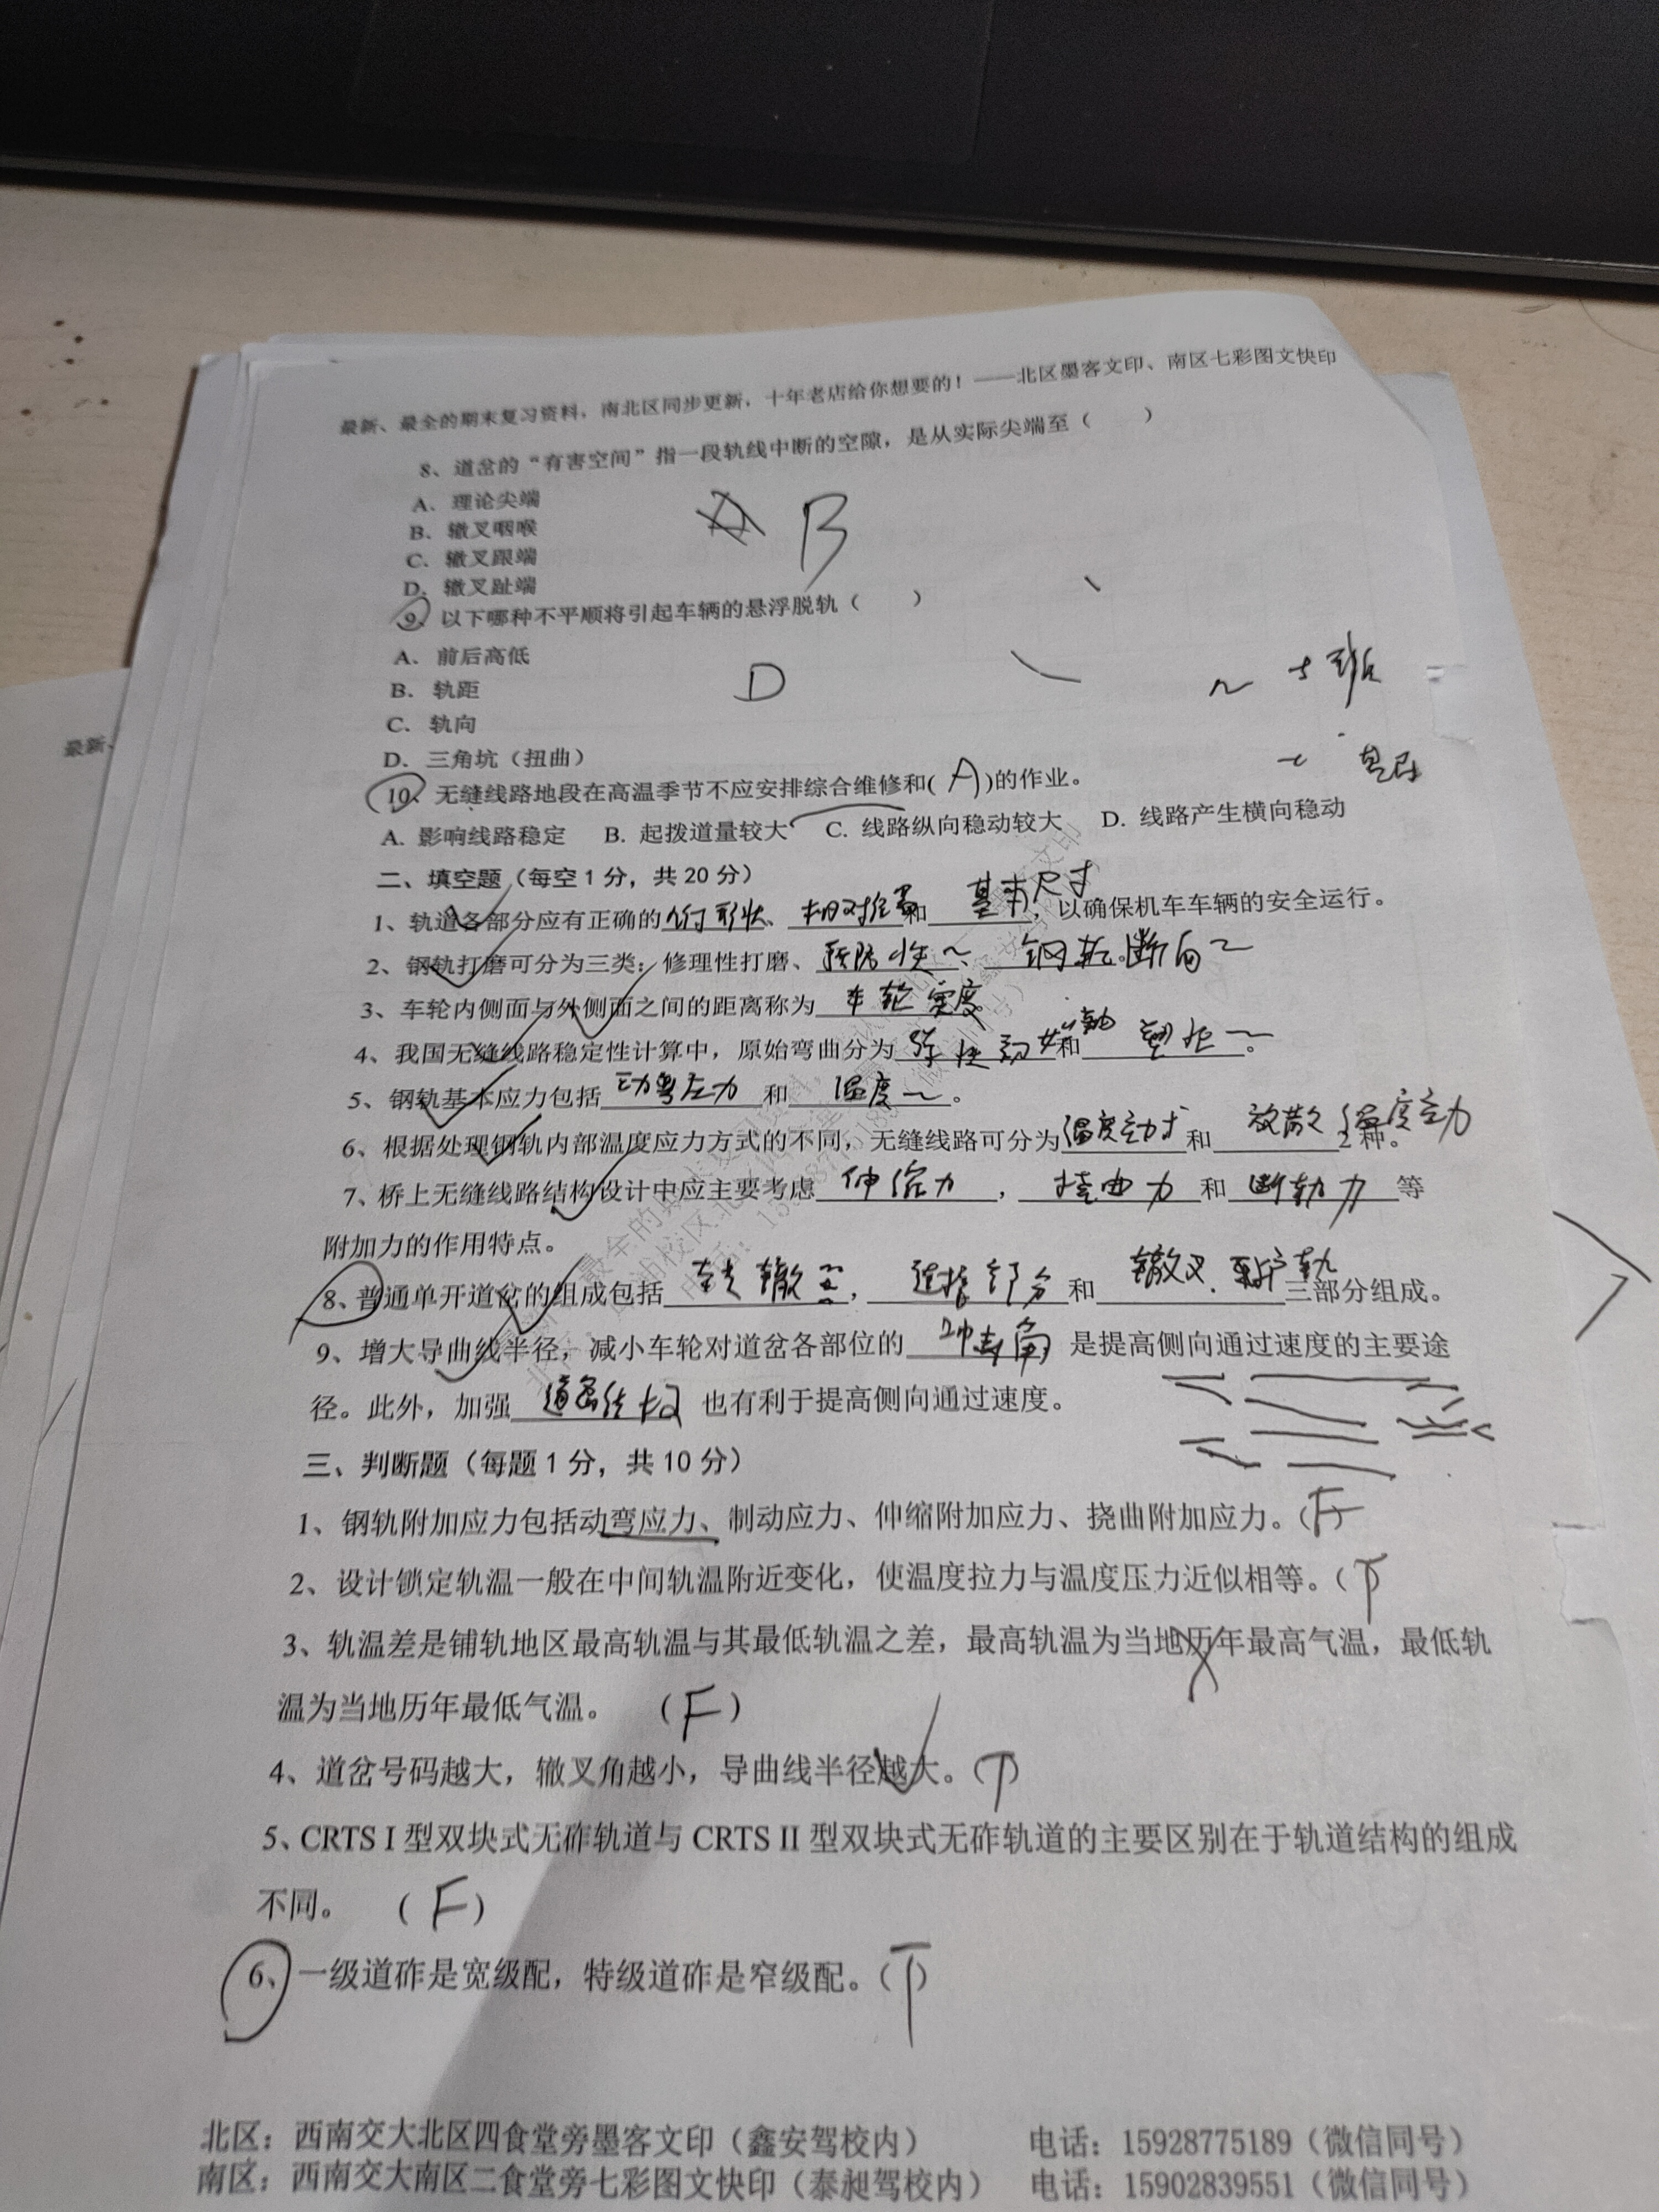 最新、最全的期末复习资料，南北区同步更新，十年老店给你想要的！——北区墨客文印、南区七彩图文快印
8、道岔的“有害空间”指一段轨线中断的空隙，是从实际尖端至（    ）
A. 理论尖端
B. 辙叉咽喉
C. 辙叉跟端
D. 辙叉趾端
B
9、以下哪种不平顺将引起车辆的悬浮脱轨（    ）
A. 前后高低
B. 轨距
C. 轨向
D. 三角坑（扭曲）
D
10、无缝线路地段在高温季节不应安排综合维修和( A )的作业。
A. 影响线路稳定 B. 起拨道量较大 C. 线路纵向稳动较大 D. 线路产生横向稳动
二、填空题（每空 1 分，共 20 分）
1、轨道各部分应有正确的 几何形状、相对位置和 基本尺寸，以确保机车车辆的安全运行。
2、钢轨打磨可分为三类：修理性打磨、预防性~、钢轨断面~
3、车轮内侧面与外侧面之间的距离称为 车轮宽度
4、我国无缝线路稳定性计算中，原始弯曲分为 弹性初始弯曲 和 塑性~。
5、钢轨基本应力包括 动弯应力 和 温度~。
6、根据处理钢轨内部温度应力方式的不同，无缝线路可分为 温度应力式 和 放散温度应力 2 种。
7、桥上无缝线路结构设计中应主要考虑 伸缩力，挠曲力 和 断轨力 等
附加力的作用特点。
8、普通单开道岔的组成包括 转辙器，连接部分 和 辙叉、护轨 三部分组成。
9、增大导曲线半径，减小车轮对道岔各部位的 冲击角 是提高侧向通过速度的主要途
径。此外，加强 道岔结构 也有利于提高侧向通过速度。
三、判断题（每题 1 分，共 10 分）
1、钢轨附加应力包括动弯应力、制动应力、伸缩附加应力、挠曲附加应力。（F）
2、设计锁定轨温一般在中间轨温附近变化，使温度拉力与温度压力近似相等。（T）
3、轨温差是铺轨地区最高轨温与其最低轨温之差，最高轨温为当地历年最高气温，最低轨
温为当地历年最低气温。 （F）
4、道岔号码越大，辙叉角越小，导曲线半径越大。（T）
5、CRTS I 型双块式无砟轨道与 CRTS II 型双块式无砟轨道的主要区别在于轨道结构的组成
不同。 （F）
6、一级道砟是宽级配，特级道砟是窄级配。（T）
北区：西南交大北区四食堂旁墨客文印（鑫安驾校内） 电话：15928775189（微信同号）
南区：西南交大南区二食堂旁七彩图文快印（泰昶驾校内） 电话：15902839551（微信同号）